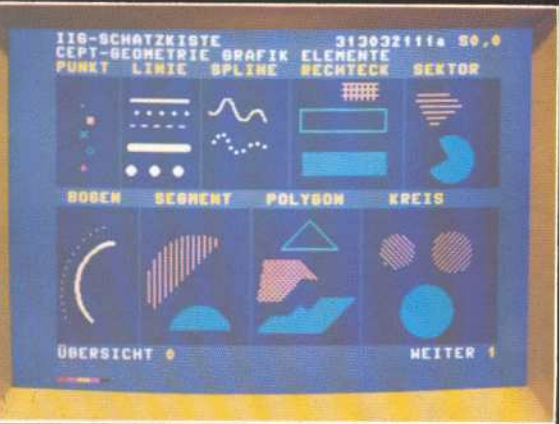 IIG-SCHATZKISTE 313032111a S0,0
CEPT-GEOMETRIE GRAFIK ELEMENTE
PUNKT LINIE SPLINE RECHTECK SEKTOR
BOGEN SEGMENT POLYGON KREIS
ÜBERSICHT 0 WEITER 1